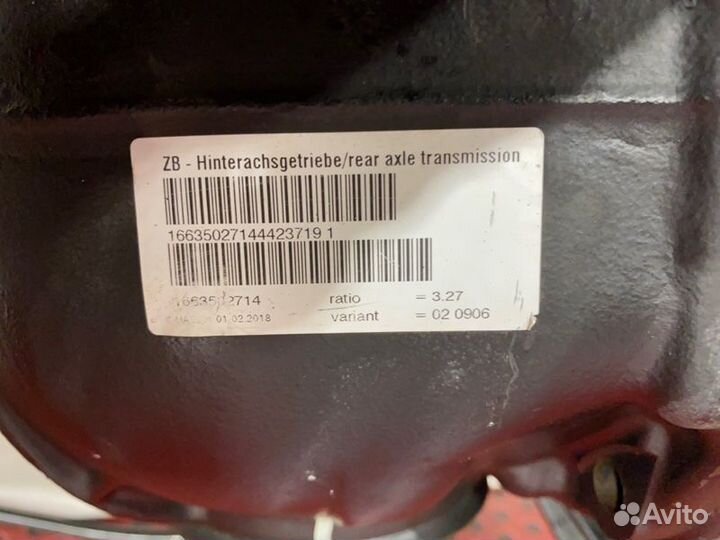 ZB - Hinterachsgetriebe/rear axle transmission
16635027144423719 1
ratio = 3.27
01.02.2018 variant = 02 0906
Avito